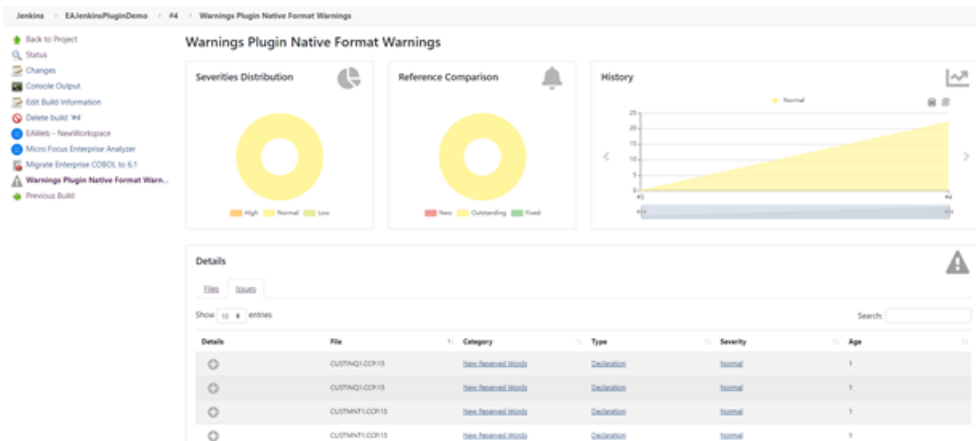 Jenkins EAJenkinsPluginDemo #4 Warnings Plugin Native Format Warnings
Back to Project
Status
Changes
Console Output
Edit Build Information
Delete build '#4'
EAWeb - NewWorkspace
Micro Focus Enterprise Analyzer
Migrate Enterprise COBOL to 6.1
Warnings Plugin Native Format Warn...
Previous Build
Warnings Plugin Native Format Warnings
Severities Distribution
High Normal Low
Reference Comparison
New Outstanding Fixed
History
Normal
25
20
15
10
5
0
#3 #4
Details
Files Issues
Show 10 entries
Search:
Details File Category Type Severity Age
CUSTINQ1.CCP:15 New Reserved Words Declaration Normal 1
CUSTINQ1.CCP:15 New Reserved Words Declaration Normal 1
CUSTMNT1.CCP:15 New Reserved Words Declaration Normal 1
CUSTMNT1.CCP:15 New Reserved Words Declaration Normal 1